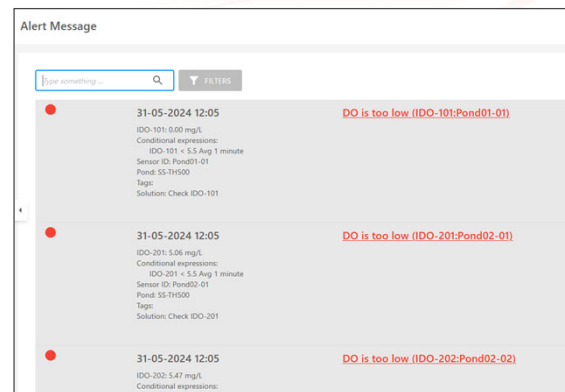 Alert Message
Type something ...
FILTERS
31-05-2024 12:05
DO is too low (IDO-101:Pond01-01)
IDO-101: 0.00 mg/L
Conditional expressions:
IDO-101 < 5.5 Avg 1 minute
Sensor ID: Pond01-01
Pond: SS-TH500
Tags:
Solution: Check IDO-101
31-05-2024 12:05
DO is too low (IDO-201:Pond02-01)
IDO-201: 5.06 mg/L
Conditional expressions:
IDO-201 < 5.5 Avg 1 minute
Sensor ID: Pond02-01
Pond: SS-TH500
Tags:
Solution: Check IDO-201
31-05-2024 12:05
DO is too low (IDO-202:Pond02-02)
IDO-202: 5.47 mg/L
Conditional expressions: